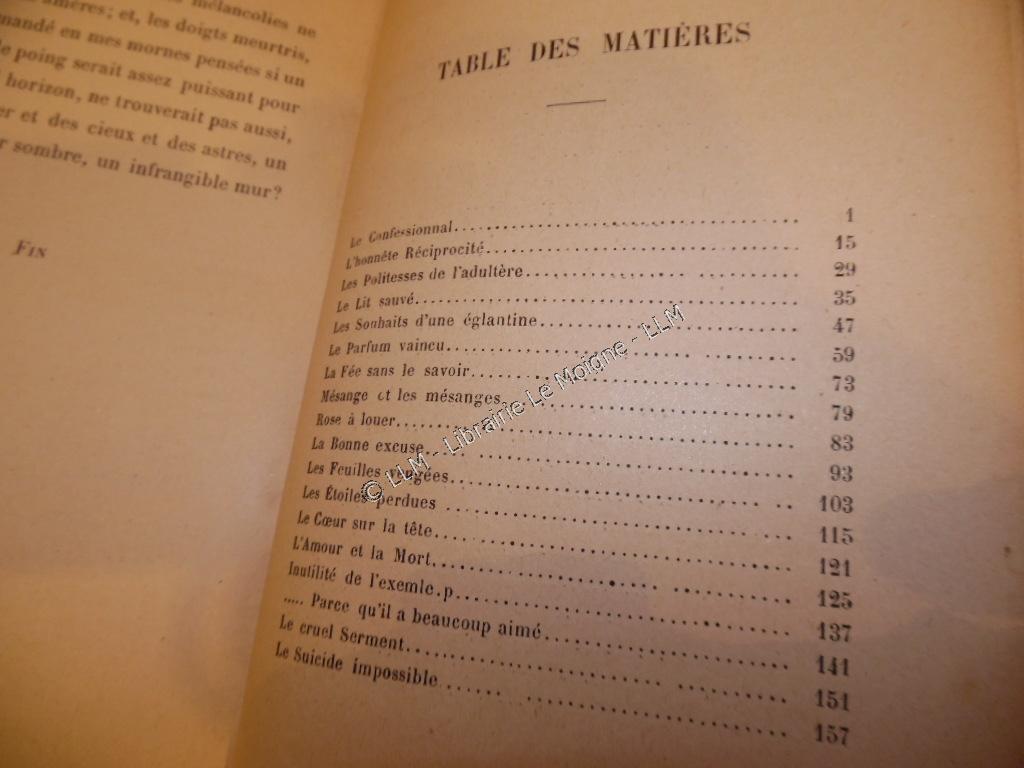 mélancolies ne
amères; et, les doigts meurtris,
mandé en mes mornes pensées si un
poing serait assez puissant pour
horizon, ne trouverait pas aussi,
er et des cieux et des astres, un
r sombre, un infrangible mur?
FIN
TABLE DES MATIÈRES
Le Confessionnal 1
L'honnête Réciprocité 15
Les Politesses de l'adultère 29
Le Lit sauvé 35
Les Souhaits d'une églantine 47
Le Parfum vaincu 59
La Fée sans le savoir 73
Mésange et les mésanges 79
Rose à louer 83
La Bonne excuse 93
Les Feuilles rougées 103
Les Étoiles perdues 115
Le Cœur sur la tête 121
L'Amour et la Mort 125
Inutilité de l'exemle.p 137
..... Parce qu'il a beaucoup aimé 141
Le cruel Serment 151
Le Suicide impossible 157
© LLM - Librairie Le Moigne - LLM